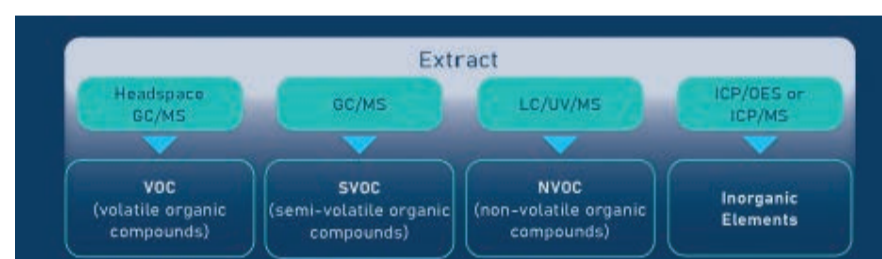 Extract
Headspace
GC/MS
GC/MS
LC/UV/MS
ICP/OES or
ICP/MS
VOC
(volatile organic
compounds)
SVOC
(semi-volatile organic
compounds)
NVOC
(non-volatile organic
compounds)
Inorganic
Elements